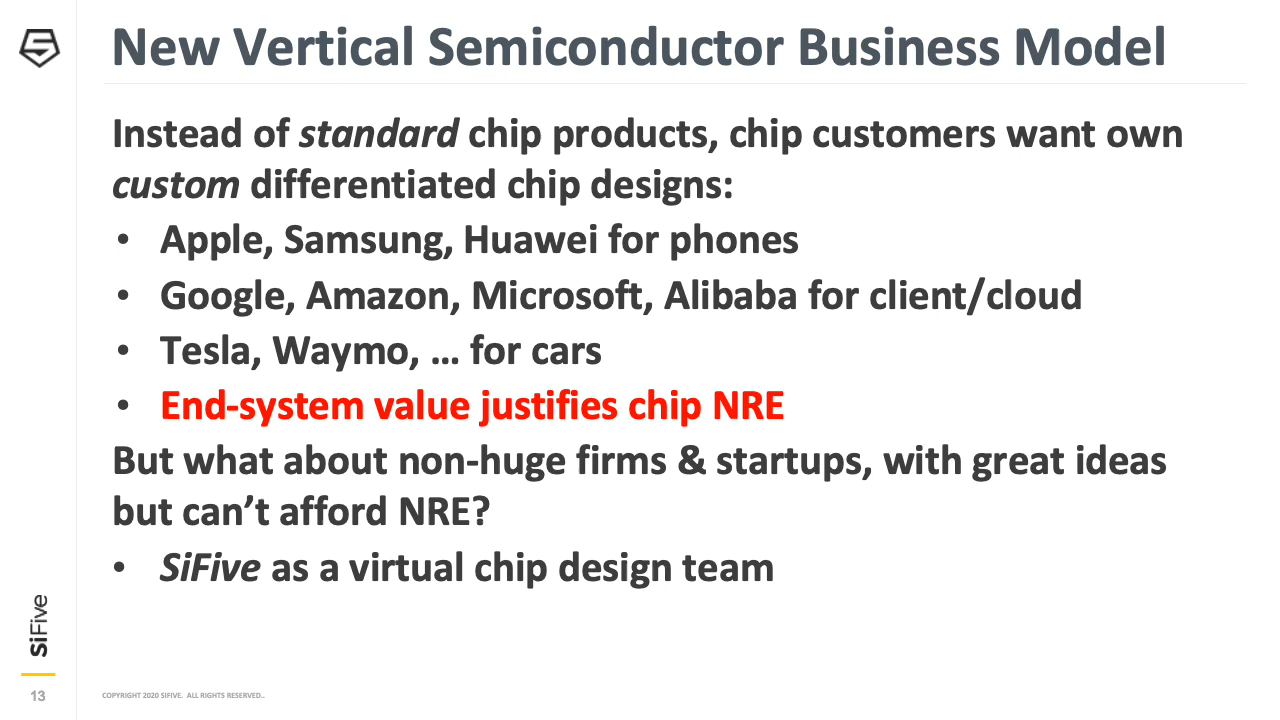 New Vertical Semiconductor Business Model
Instead of standard chip products, chip customers want own
custom differentiated chip designs:
• Apple, Samsung, Huawei for phones
• Google, Amazon, Microsoft, Alibaba for client/cloud
• Tesla, Waymo, … for cars
• End-system value justifies chip NRE
But what about non-huge firms & startups, with great ideas
but can’t afford NRE?
• SiFive as a virtual chip design team
SiFive
13
COPYRIGHT 2020 SIFIVE. ALL RIGHTS RESERVED..